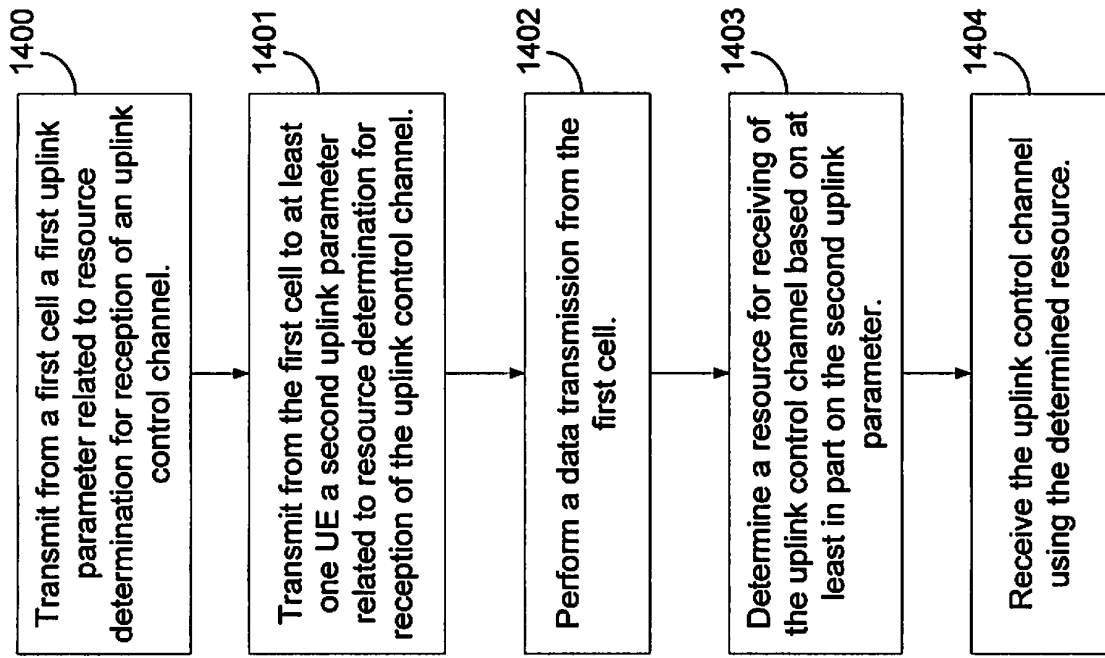 1400
Transmit from a first cell a first uplink
parameter related to resource
determination for reception of an uplink
control channel.
1401
Transmit from the first cell to at least
one UE a second uplink parameter
related to resource determination for
reception of the uplink control channel.
1402
Perform a data transmission from the
first cell.
1403
Determine a resource for receiving of
the uplink control channel based on at
least in part on the second uplink
parameter.
1404
Receive the uplink control channel
using the determined resource.